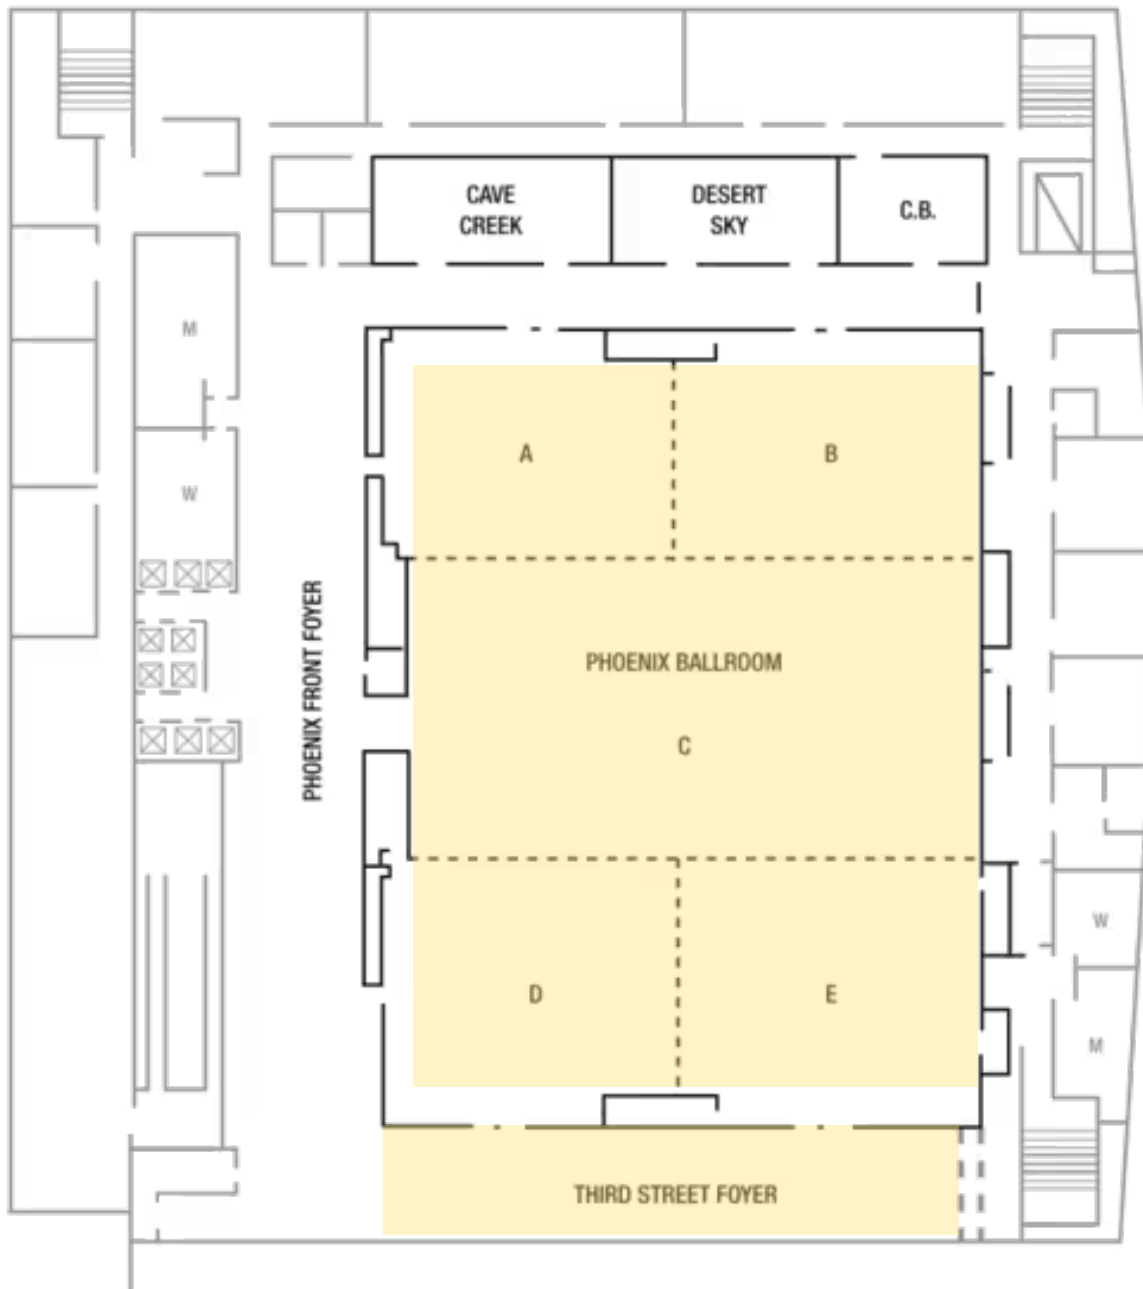 CAVE
CREEK
DESERT
SKY
C.B.
M
A
B
W
PHOENIX FRONT FOYER
PHOENIX BALLROOM
C
W
D
E
M
THIRD STREET FOYER